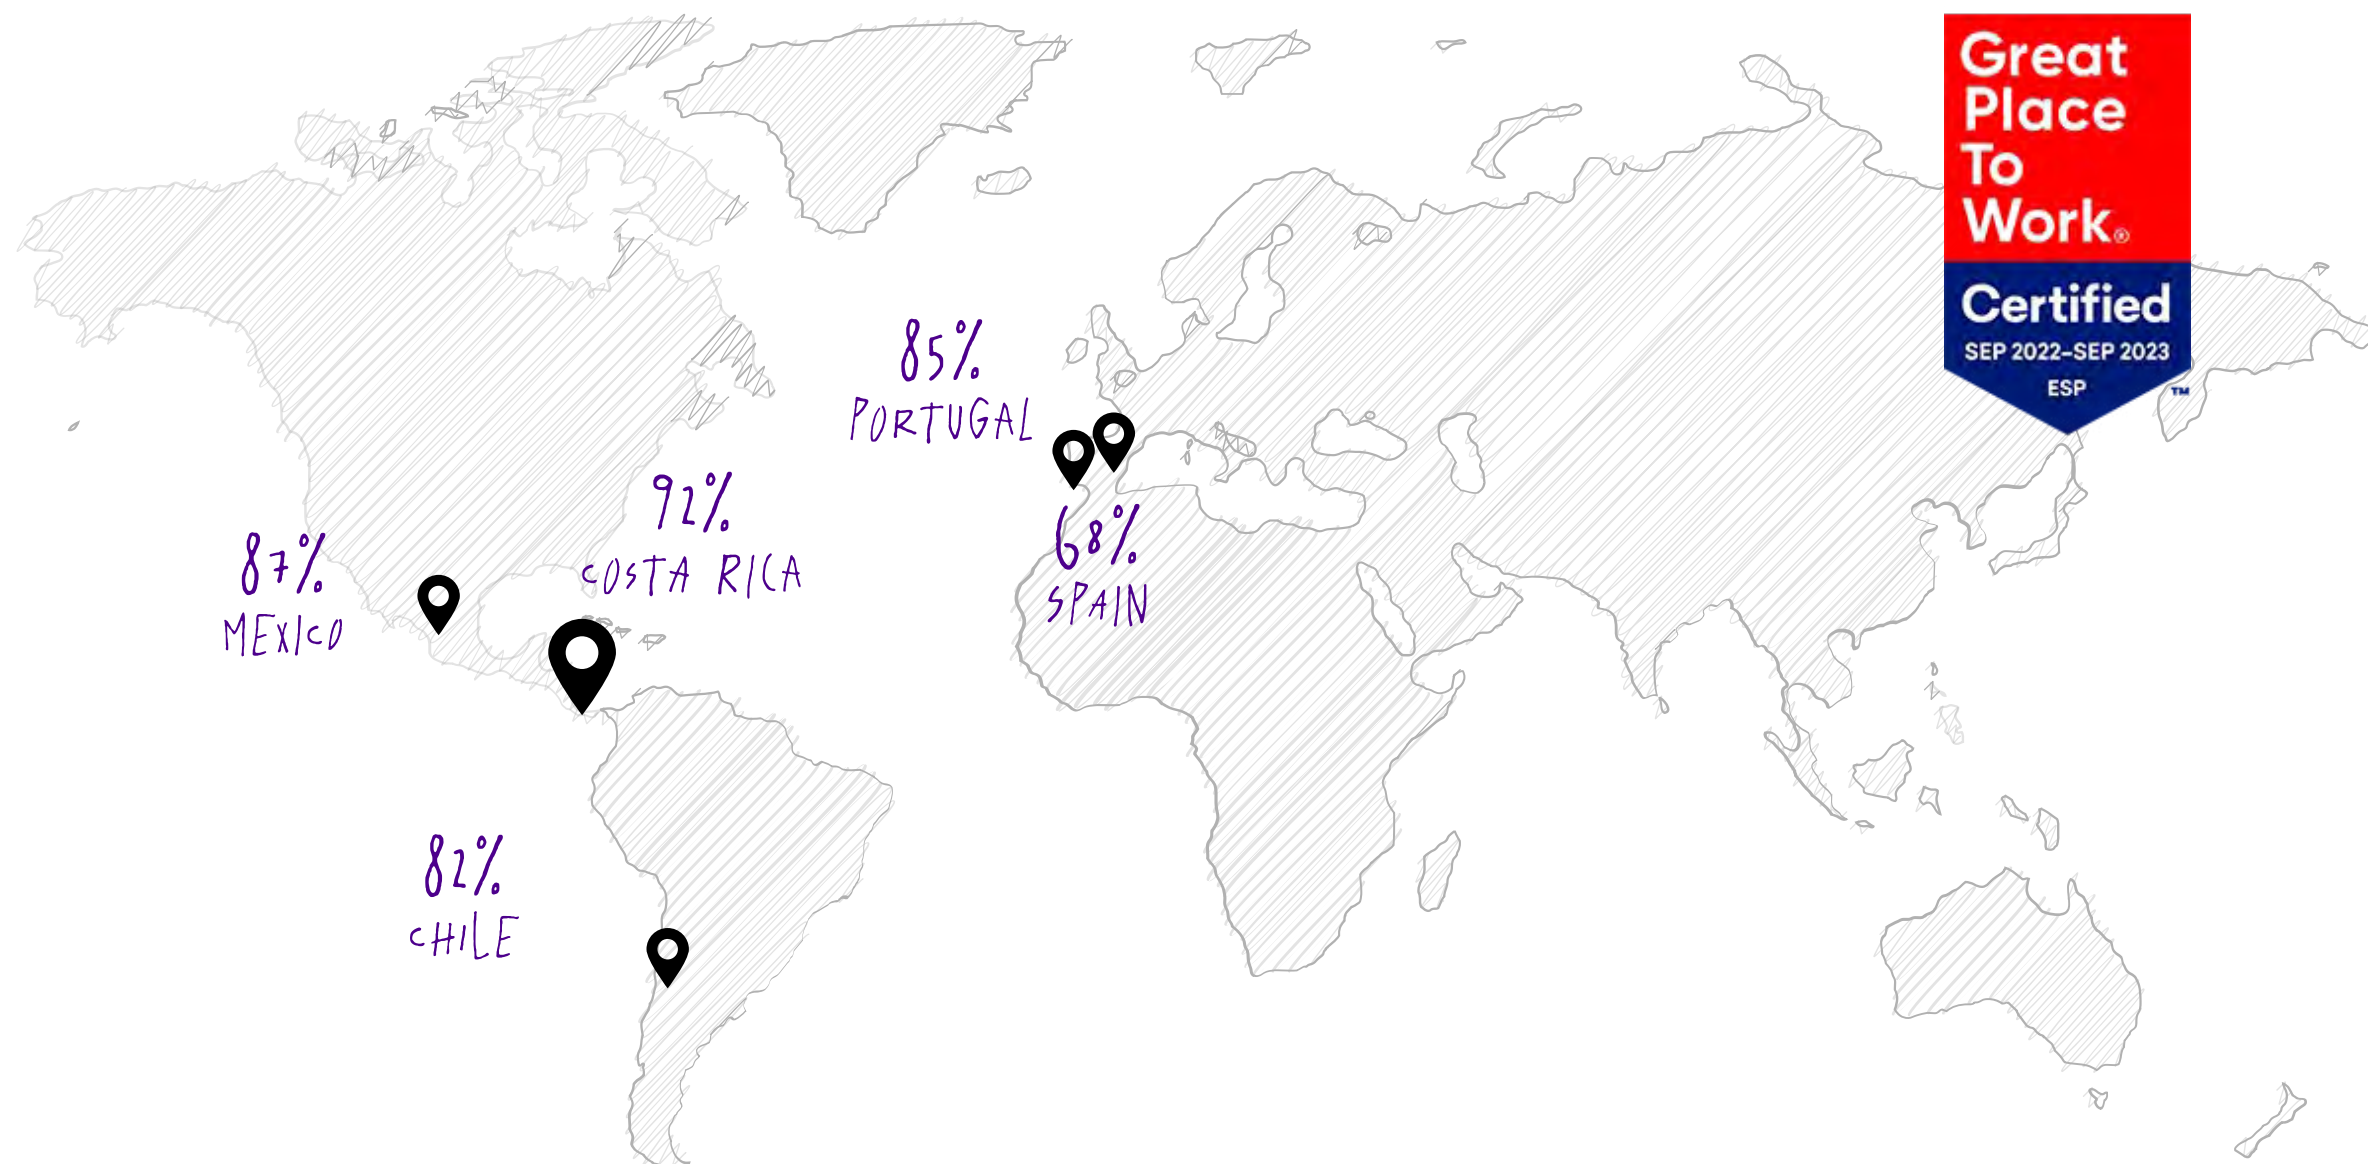 Great
Place
To
Work®
Certified
SEP 2022–SEP 2023
ESP
TM
85%
PORTUGAL
92%
COSTA RICA
87%
MEXICO
68%
SPAIN
82%
CHILE